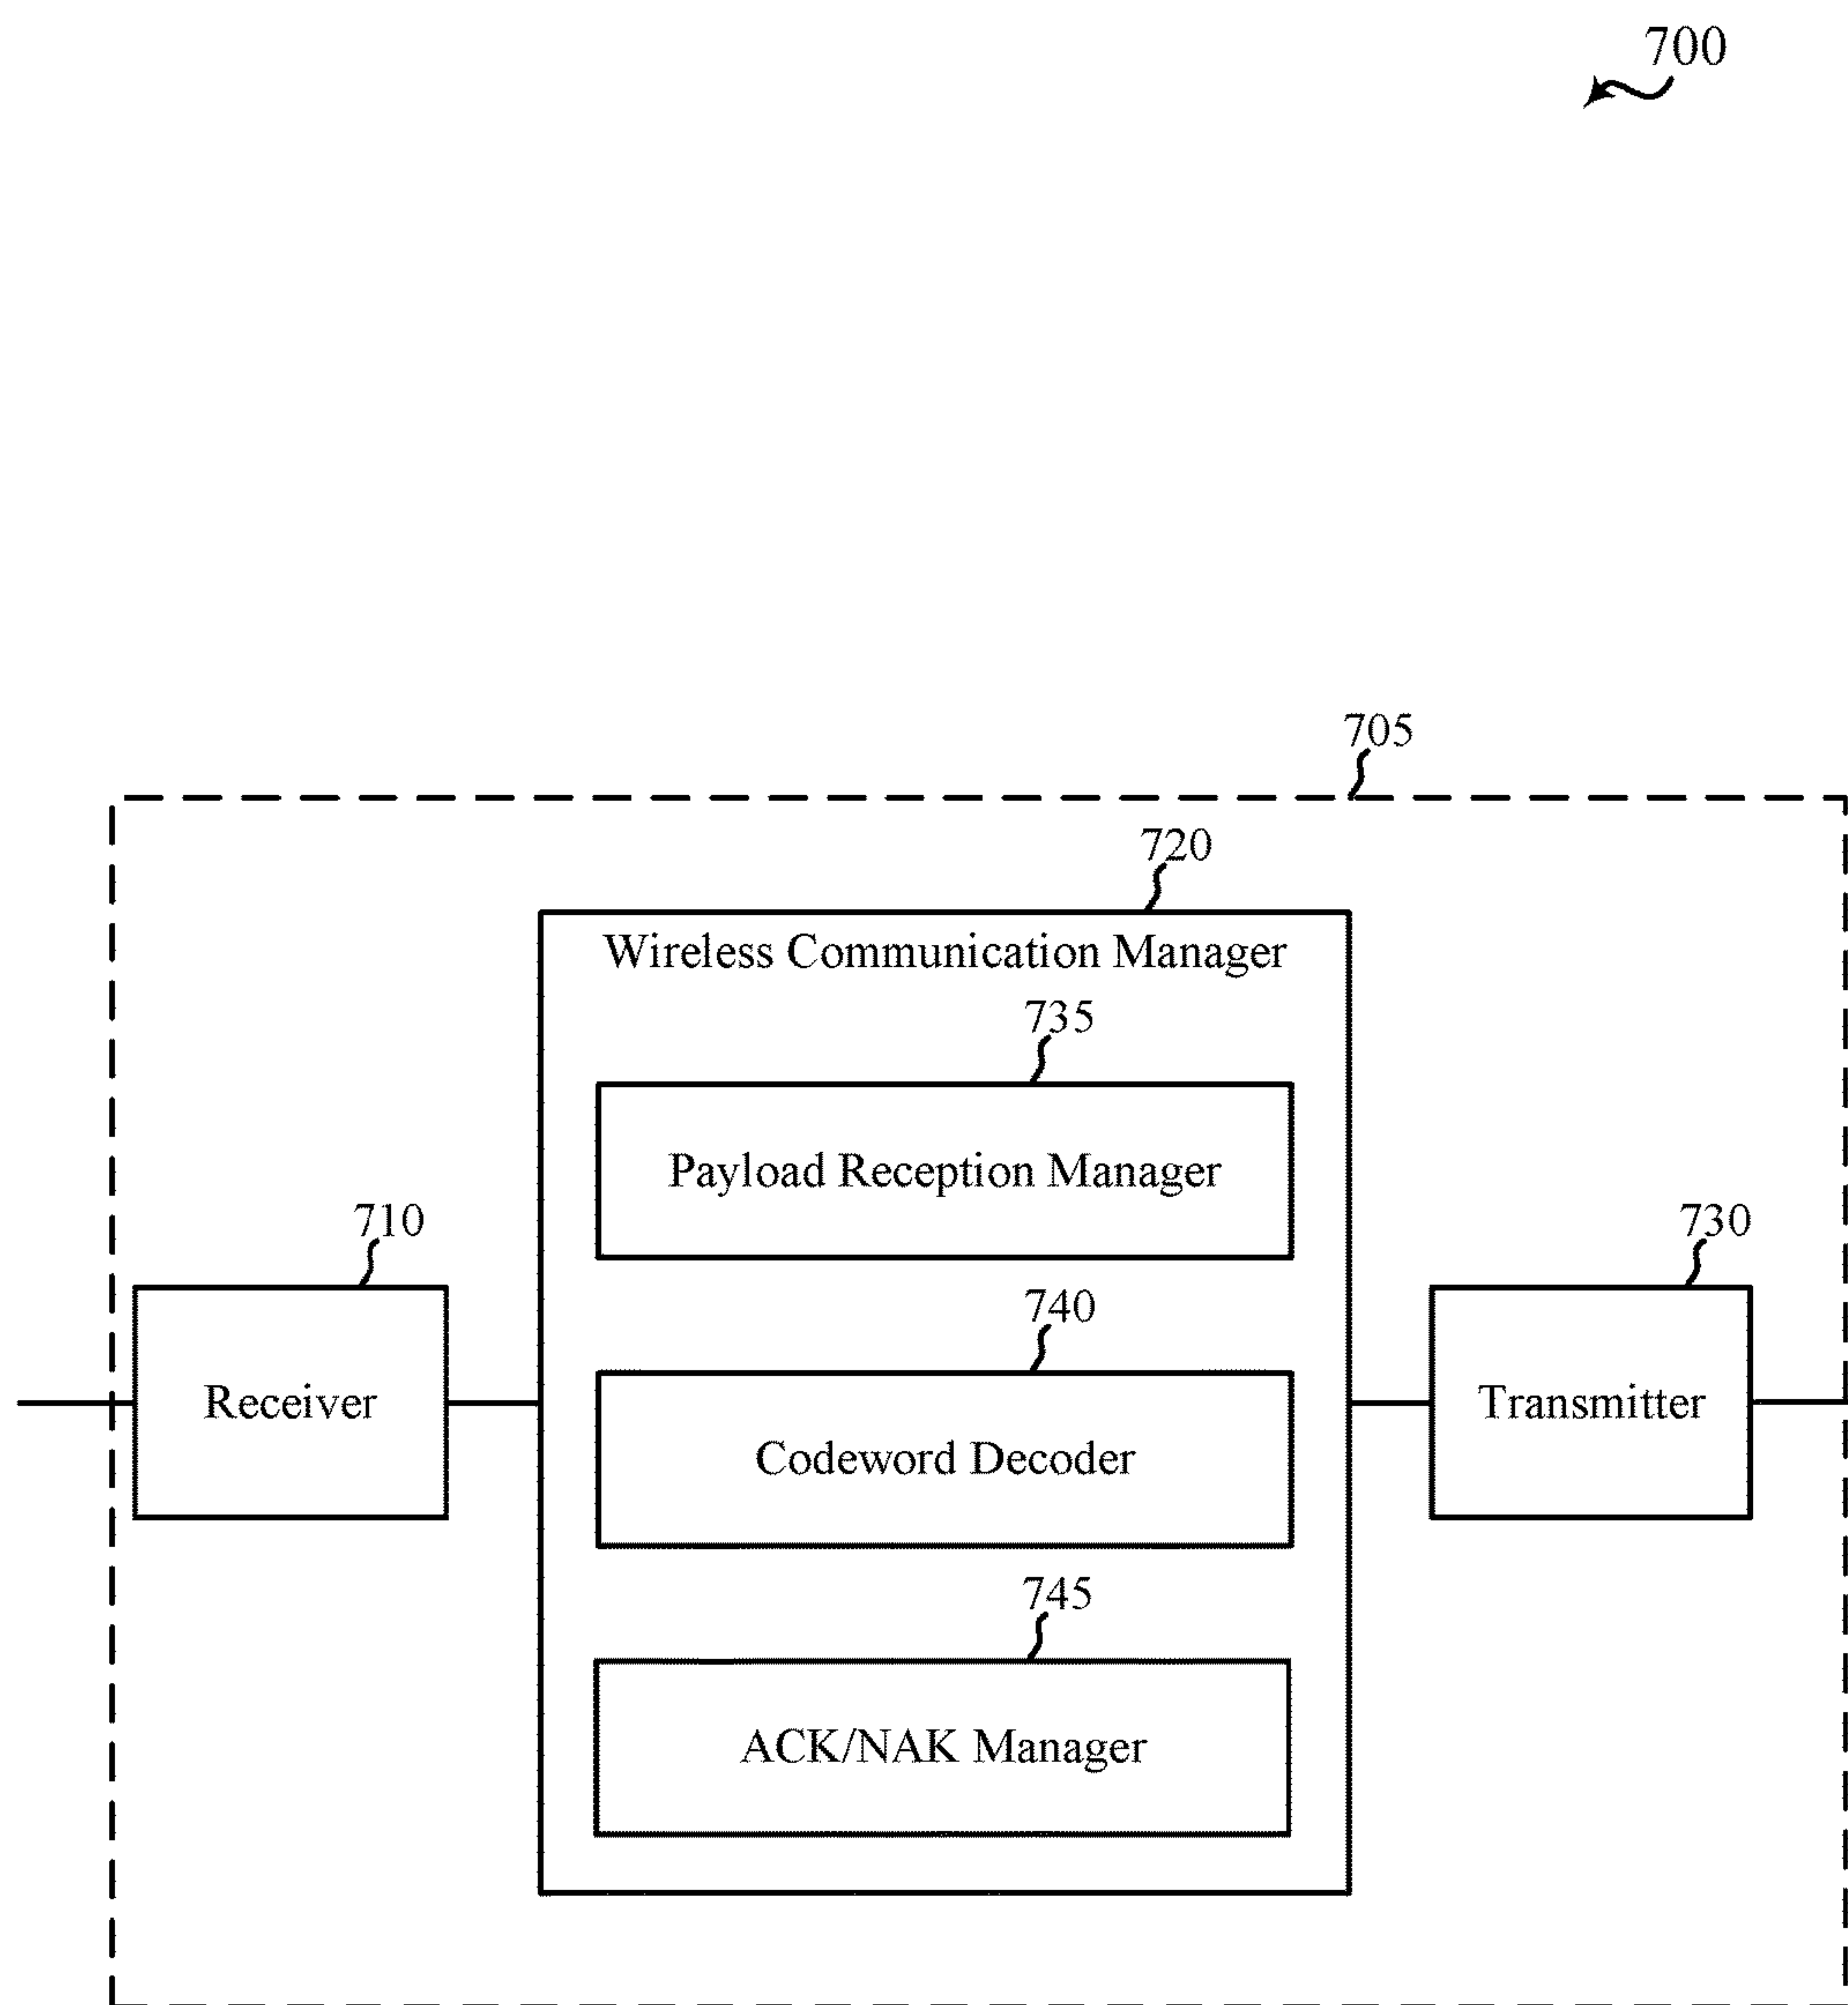 700
705
720
Wireless Communication Manager
735
Payload Reception Manager
710
730
740
Receiver
Transmitter
Codeword Decoder
745
ACK/NAK Manager